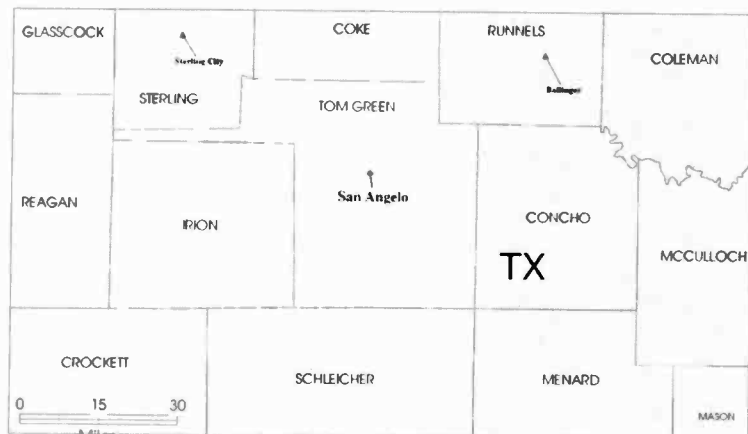 GLASSCOCK
COKE
RUNNELS
COLEMAN
Sterling City
Ballinger
STERLING
TOM GREEN
REAGAN
San Angelo
IRION
CONCHO
TX
MCCULLOCH
CROCKETT
SCHLEICHER
MENARD
0 15 30
Miles
MASON